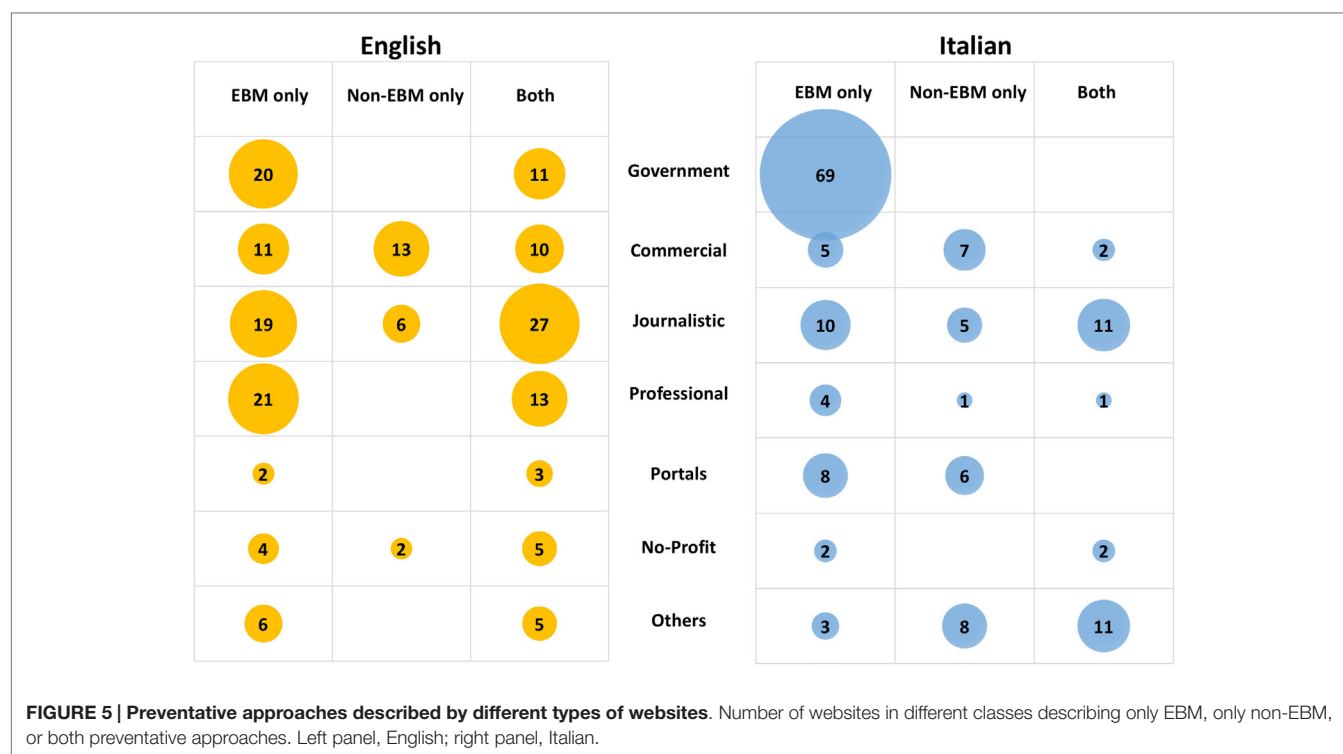 English Italian
EBM only Non-EBM only Both EBM only Non-EBM only Both
20 11 Government 69
11 13 10 Commercial 5 7 2
19 6 27 Journalistic 10 5 11
21 13 Professional 4 1 1
2 3 Portals 8 6
4 2 5 No-Profit 2 2
6 5 Others 3 8 11
FIGURE 5 | Preventative approaches described by different types of websites. Number of websites in different classes describing only EBM, only non-EBM,
or both preventative approaches. Left panel, English; right panel, Italian.